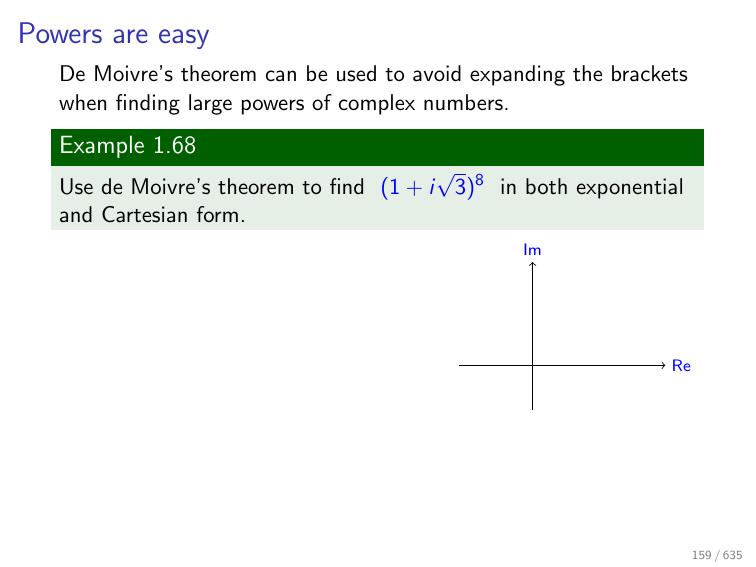 Powers are easy
De Moivre's theorem can be used to avoid expanding the brackets
when finding large powers of complex numbers.
Example 1.68
Use de Moivre's theorem to find (1 + i√3)⁸ in both exponential
and Cartesian form.
Im
Re
159 / 635